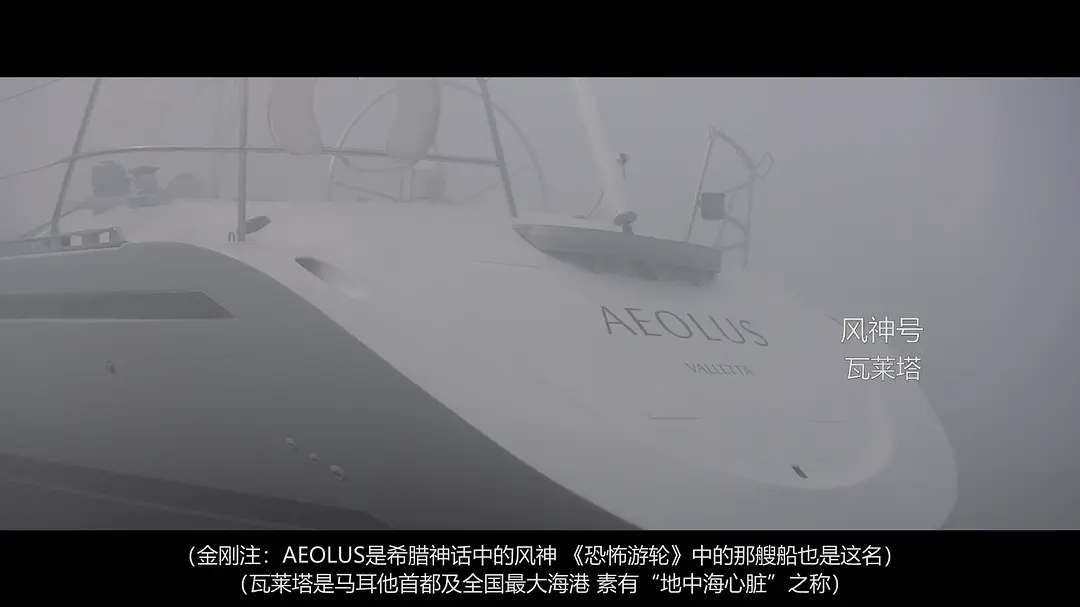 AEOLUS
VALLETTA
风神号
瓦莱塔
（金刚注：AEOLUS是希腊神话中的风神 《恐怖游轮》中的那艘船也是这名）
（瓦莱塔是马耳他首都及全国最大海港 素有“地中海心脏”之称）